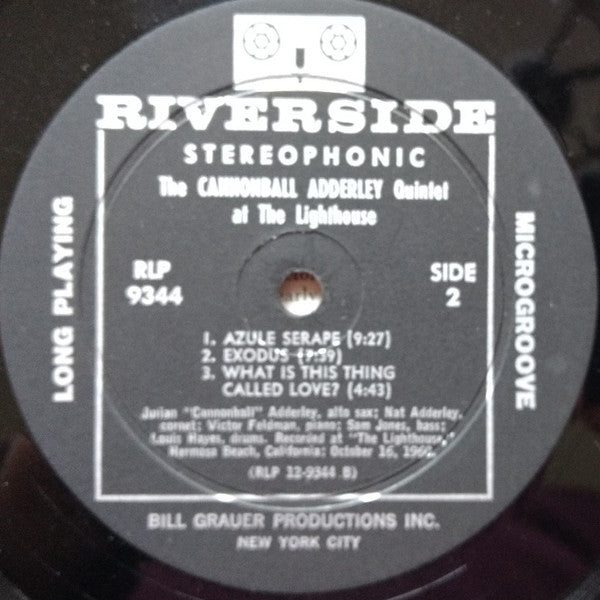 RIVERSIDE
STEREOPHONIC
The CANNONBALL ADDERLEY Quintet
at The Lighthouse
LONG PLAYING
MICROGROOVE
RLP
9344
SIDE
2
1. AZULE SERAPE (9:27)
2. EXODUS
3. WHAT IS THIS THING
CALLED LOVE? (4:43)
Julian "Cannonball" Adderley, alto sax; Nat Adderley,
cornet; Victor Feldman, piano; Sam Jones, bass;
Louis Hayes, drums. Recorded at "The Lighthouse,"
Hermosa Beach, California; October 16, 1960.
(RLP 12-9344 B)
BILL GRAUER PRODUCTIONS INC.
NEW YORK CITY